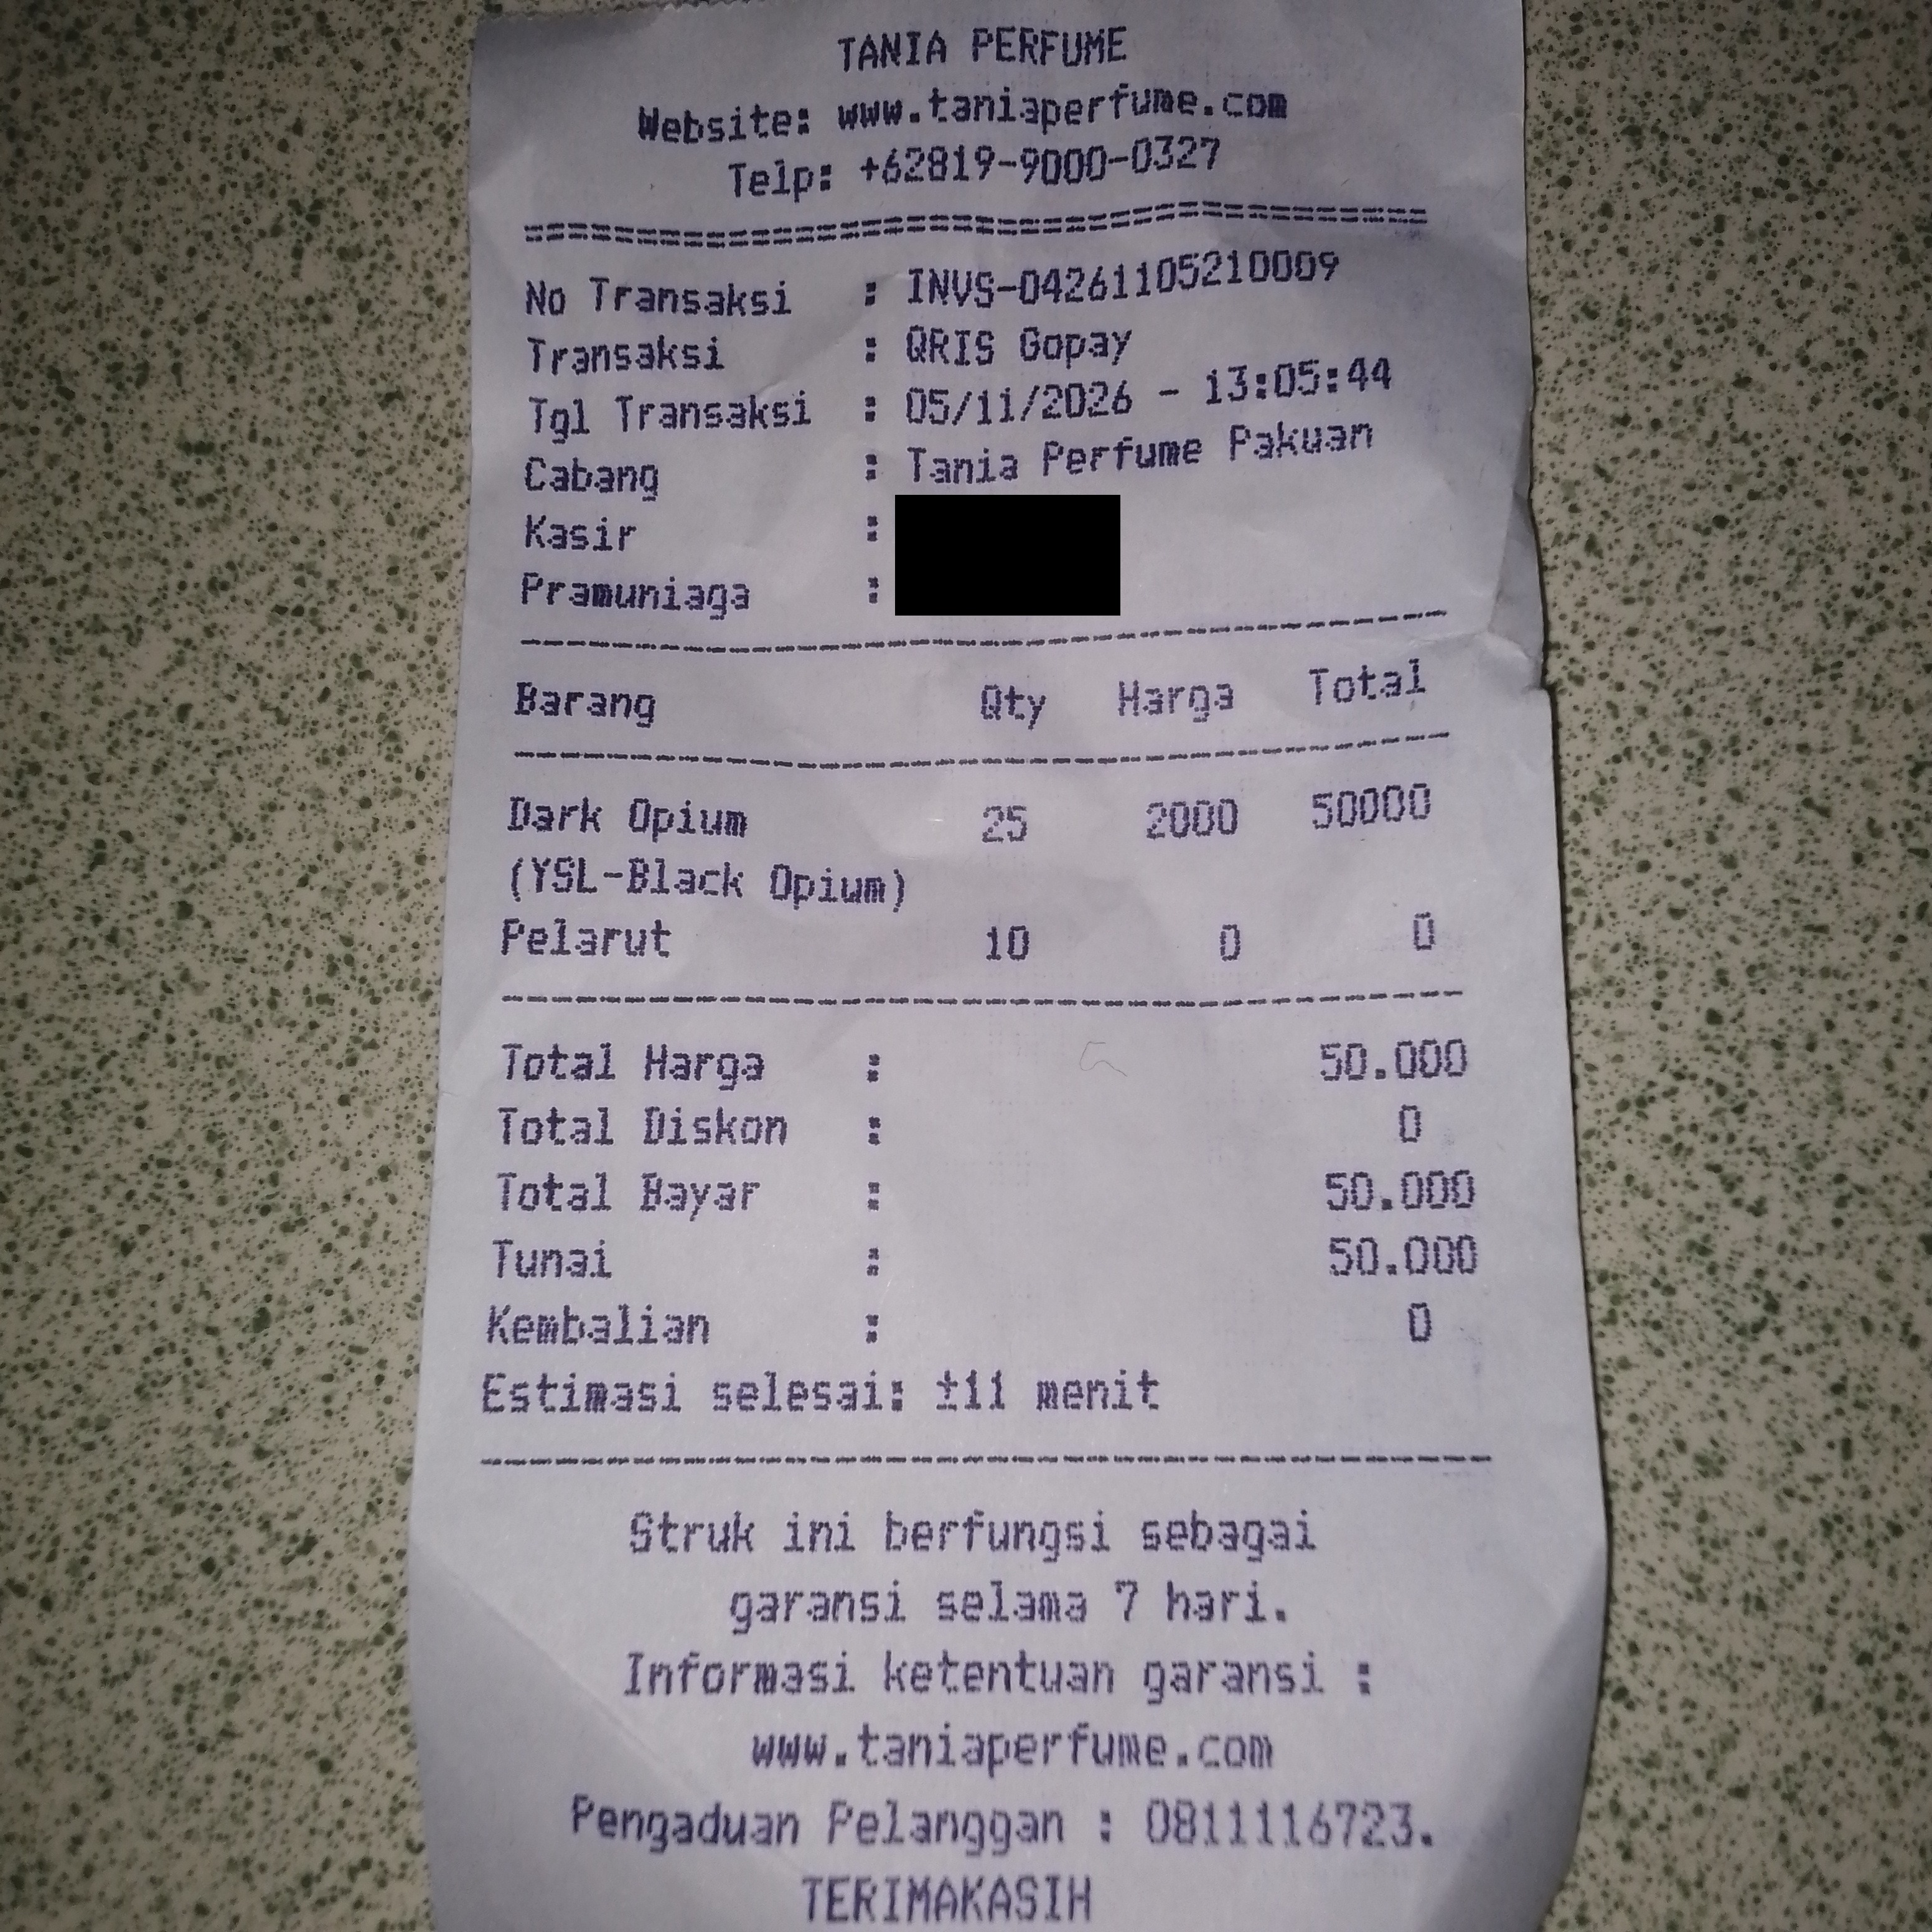 TANIA PERFUME
Website: www.taniaperfume.com
Telp: +62819-9000-0327
No Transaksi : INVS-04261105210009
Transaksi : QRIS Gopay
Tgl Transaksi : 05/11/2026 - 13:05:44
Cabang : Tania Perfume Pakuan
Kasir :
Pramuniaga :
Barang Qty Harga Total
Dark Opium 25 2000 50000
(YSL-Black Opium)
Pelarut 10 0 0
Total Harga : 50.000
Total Diskon : 0
Total Bayar : 50.000
Tunai : 50.000
Kembalian : 0
Estimasi selesai: ±11 menit
Struk ini berfungsi sebagai
garansi selama 7 hari.
Informasi ketentuan garansi :
www.taniaperfume.com
Pengaduan Pelanggan : 0811116723.
TERIMAKASIH